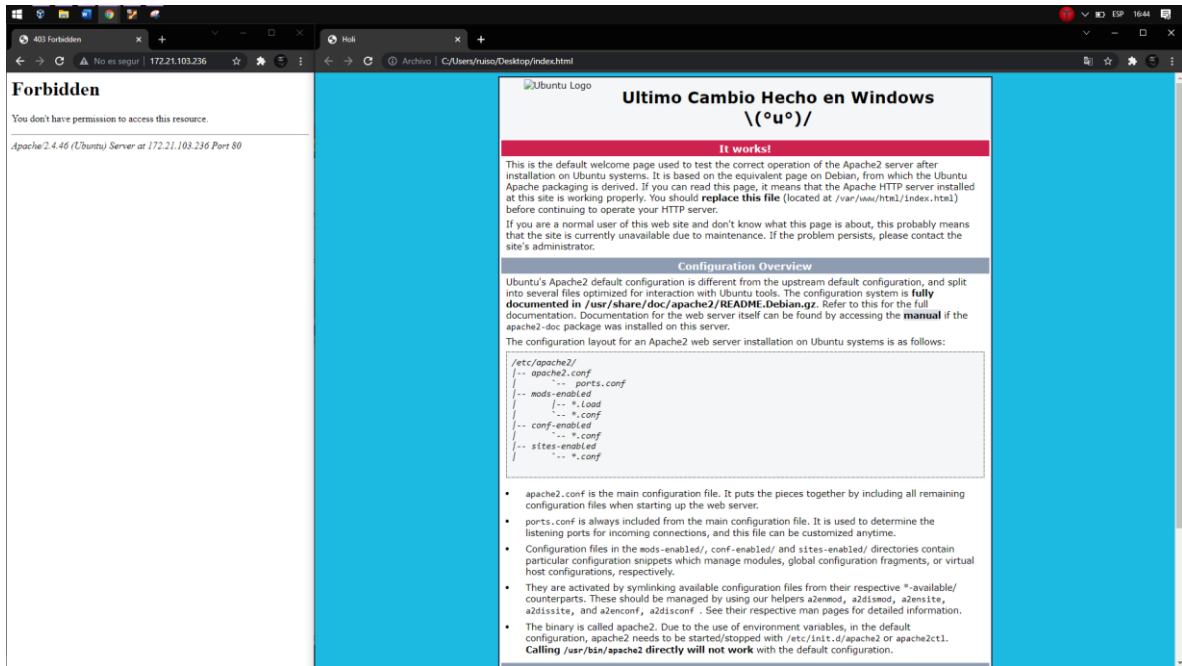 ESP 16:44
403 Forbidden
No es segur | 172.21.103.236
Forbidden
You don't have permission to access this resource.
Apache/2.4.46 (Ubuntu) Server at 172.21.103.236 Port 80
Holi
Archivo | C:/Users/ruiso/Desktop/index.html
Ubuntu Logo
Ultimo Cambio Hecho en Windows
\(°u°)/
It works!
This is the default welcome page used to test the correct operation of the Apache2 server after
installation on Ubuntu systems. It is based on the equivalent page on Debian, from which the Ubuntu
Apache packaging is derived. If you can read this page, it means that the Apache HTTP server installed
at this site is working properly. You should replace this file (located at /var/www/html/index.html)
before continuing to operate your HTTP server.
If you are a normal user of this web site and don't know what this page is about, this probably means
that the site is currently unavailable due to maintenance. If the problem persists, please contact the
site's administrator.
Configuration Overview
Ubuntu's Apache2 default configuration is different from the upstream default configuration, and split
into several files optimized for interaction with Ubuntu tools. The configuration system is fully
documented in /usr/share/doc/apache2/README.Debian.gz. Refer to this for the full
documentation. Documentation for the web server itself can be found by accessing the manual if the
apache2-doc package was installed on this server.
The configuration layout for an Apache2 web server installation on Ubuntu systems is as follows:
/etc/apache2/
|-- apache2.conf
|       `--  ports.conf
|-- mods-enabled
|       |-- *.load
|       `-- *.conf
|-- conf-enabled
|       `-- *.conf
|-- sites-enabled
|       `-- *.conf
• apache2.conf is the main configuration file. It puts the pieces together by including all remaining
configuration files when starting up the web server.
• ports.conf is always included from the main configuration file. It is used to determine the
listening ports for incoming connections, and this file can be customized anytime.
• Configuration files in the mods-enabled/, conf-enabled/ and sites-enabled/ directories contain
particular configuration snippets which manage modules, global configuration fragments, or virtual
host configurations, respectively.
• They are activated by symlinking available configuration files from their respective *-available/
counterparts. These should be managed by using our helpers a2enmod, a2dismod, a2ensite,
a2dissite, and a2enconf, a2disconf . See their respective man pages for detailed information.
• The binary is called apache2. Due to the use of environment variables, in the default
configuration, apache2 needs to be started/stopped with /etc/init.d/apache2 or apache2ctl.
Calling /usr/bin/apache2 directly will not work with the default configuration.